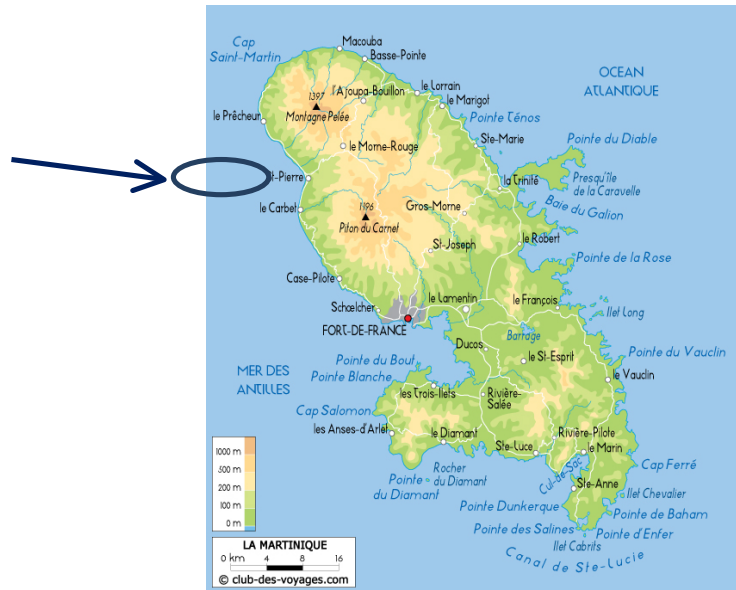 Cap
Saint-Martin
Macouba
Basse-Pointe
OCEAN
ATLANTIQUE
1397
Montagne Pelée
l'Ajoupa-Bouillon
le Lorrain
le Marigot
Pointe Ténos
le Prêcheur
Ste-Marie
Pointe du Diable
le Morne-Rouge
t-Pierre
la Trinité
Presqu'île
de la Caravelle
le Carbet
1196
Piton du Carnet
Gros-Morne
Baie du Galion
St-Joseph
le Robert
Pointe de la Rose
Case-Pilote
Schœlcher
le Lamentin
le François
Ilet Long
FORT-DE-FRANCE
Barrage
Ducos
MER DES
ANTILLES
Pointe du Bout
Pointe Blanche
le St-Esprit
Pointe du Vauclin
le Vauclin
les Trois-Ilets
Rivière-
Salée
Cap Salomon
les Anses-d'Arlet
le Diamant
Ste-Luce
Rivière-Pilote
le Marin
Cul-de-Sac
Cap Ferré
Rocher
du Diamant
Pointe
du Diamant
Ste-Anne
Ilet Chevalier
Pointe Dunkerque
Pointe de Baham
Pointe des Salines
Pointe d'Enfer
Ilet Cabrits
Canal de Ste-Lucie
1000 m
500 m
200 m
100 m
0 m
LA MARTINIQUE
0 km 4 8 16
© club-des-voyages.com